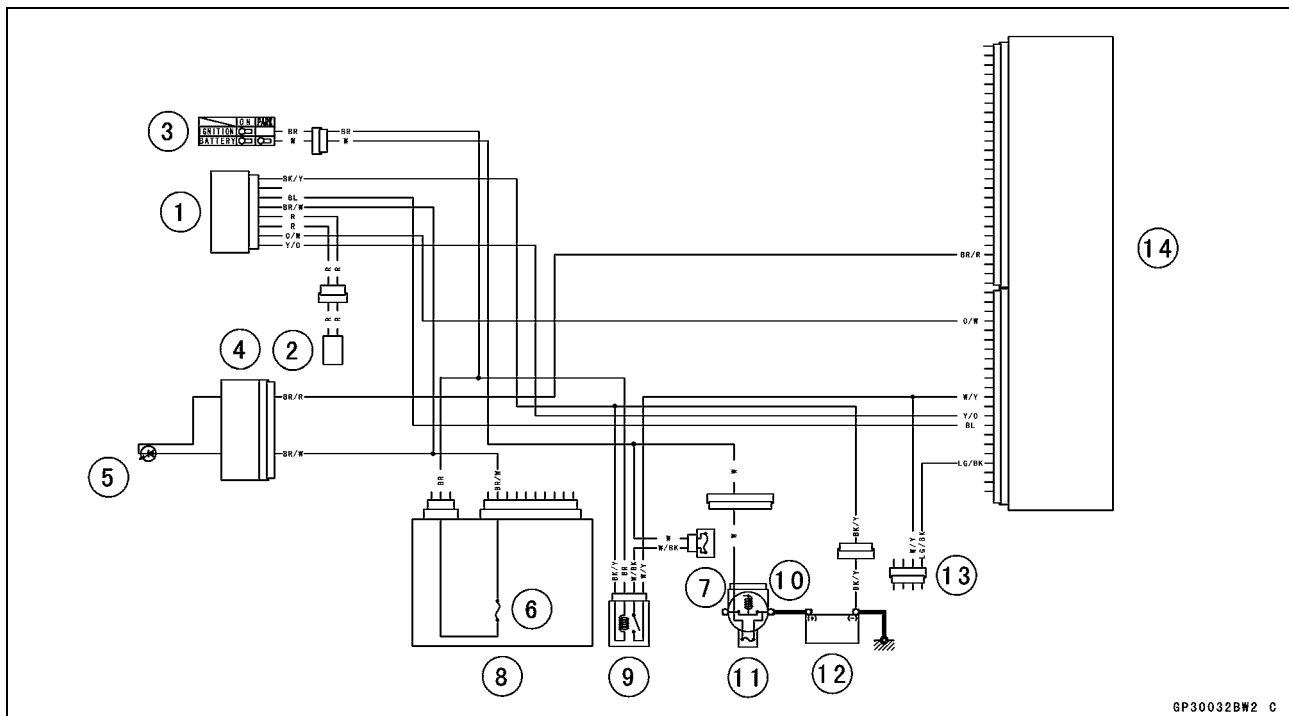 ON PARK
IGNITION
BATTERY
BR
W
BR
W
3
BK/Y
BL
BR/W
R
R
O/W
Y/O
1
R
R
R
R
2
4
BR/R
BR/W
5
BR
BR/W
6
8
BK/Y
BR
W/BK
W/Y
9
W
W/BK
7
W
W
10
11
BK/Y
BK/Y
(+)
(-)
12
W/Y
LG/BK
13
BR/R
O/W
W/Y
Y/O
BL
LG/BK
14
GP30032BW2 C